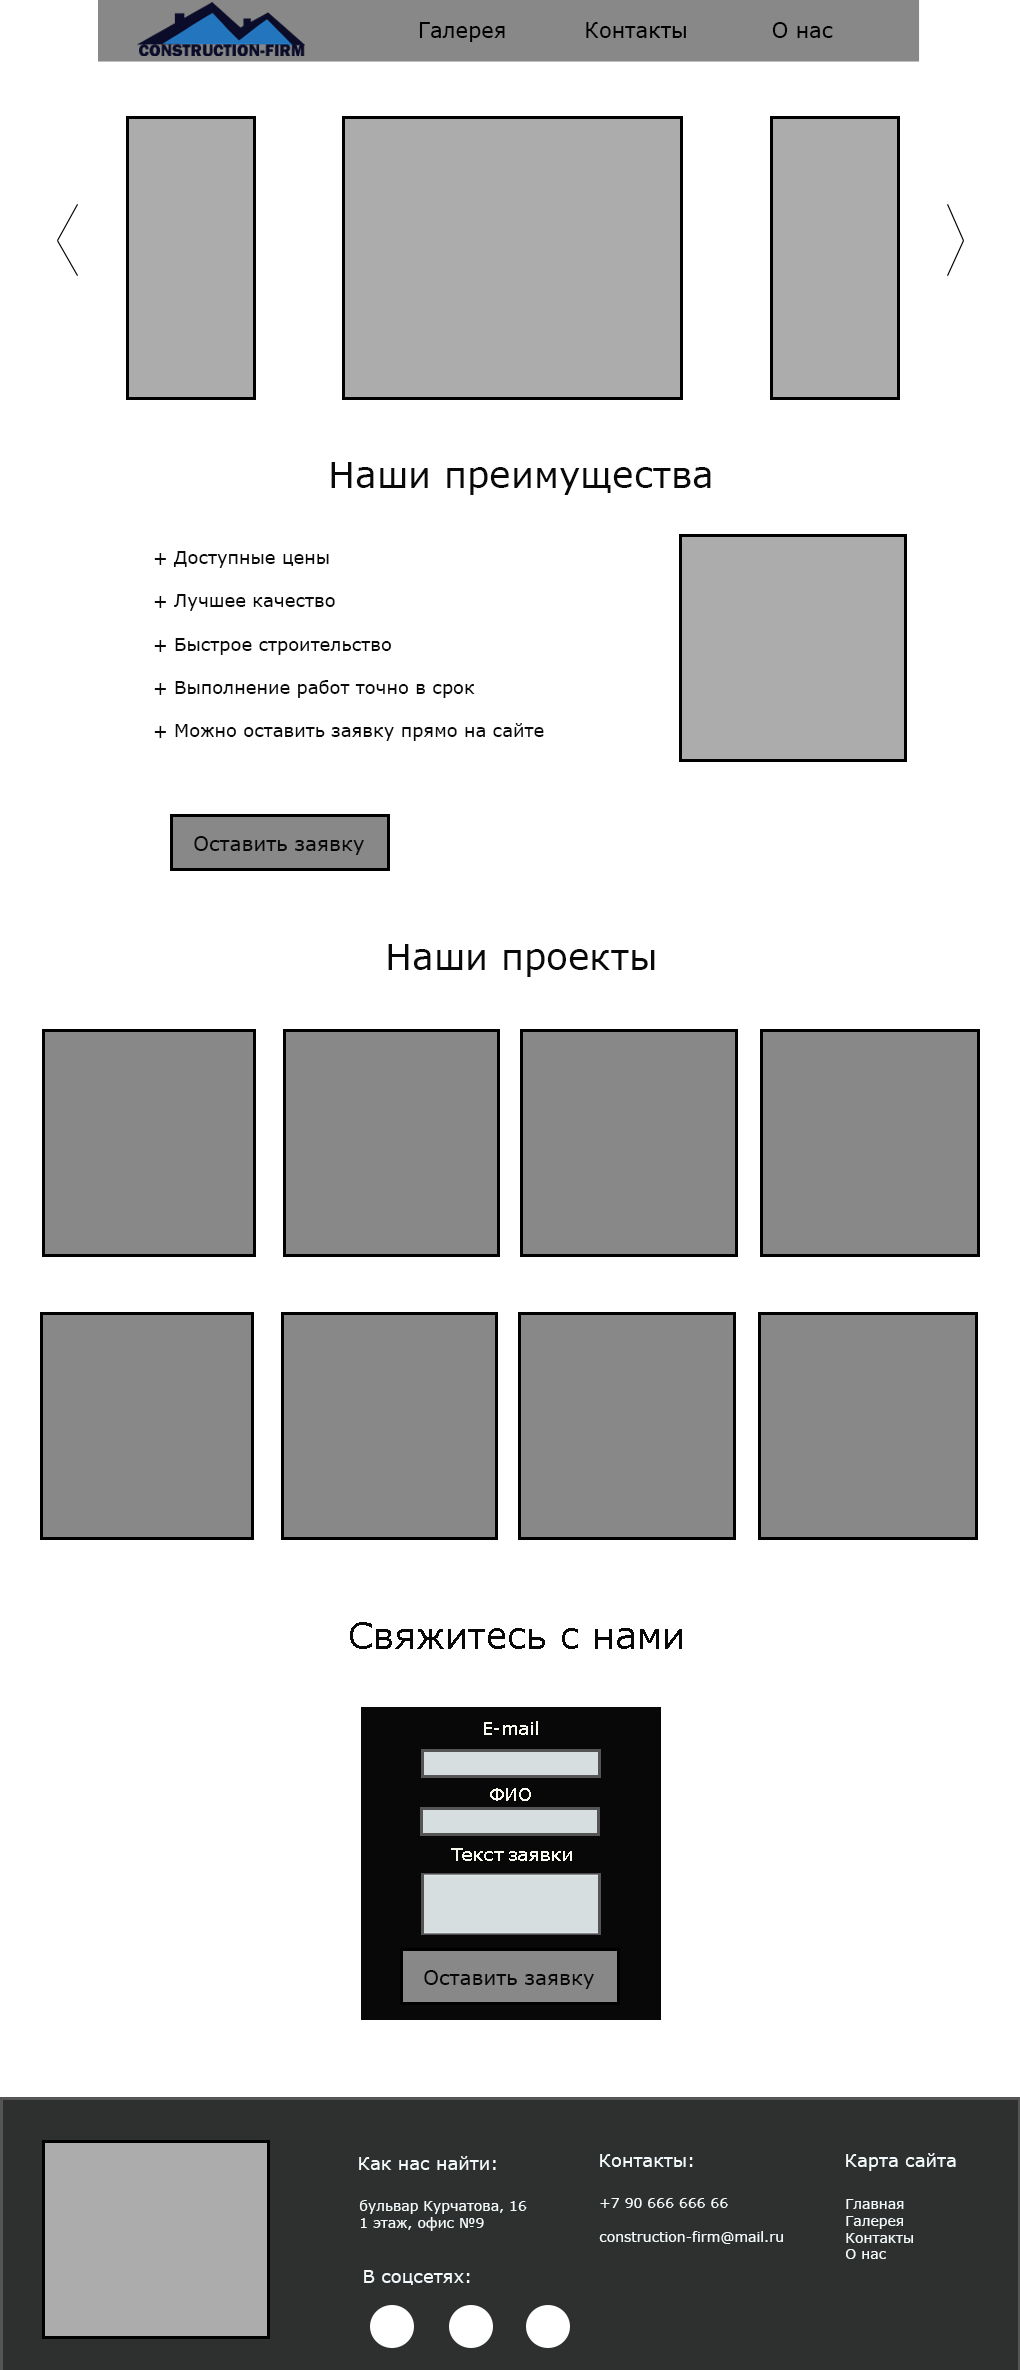 CONSTRUCTION-FIRM
Галерея
Контакты
О нас
Наши преимущества
+ Доступные цены
+ Лучшее качество
+ Быстрое строительство
+ Выполнение работ точно в срок
+ Можно оставить заявку прямо на сайте
Оставить заявку
Наши проекты
Свяжитесь с нами
E-mail
ФИО
Текст заявки
Оставить заявку
Как нас найти:
бульвар Курчатова, 16
1 этаж, офис №9
В соцсетях:
Контакты:
+7 90 666 666 66
construction-firm@mail.ru
Карта сайта
Главная
Галерея
Контакты
О нас